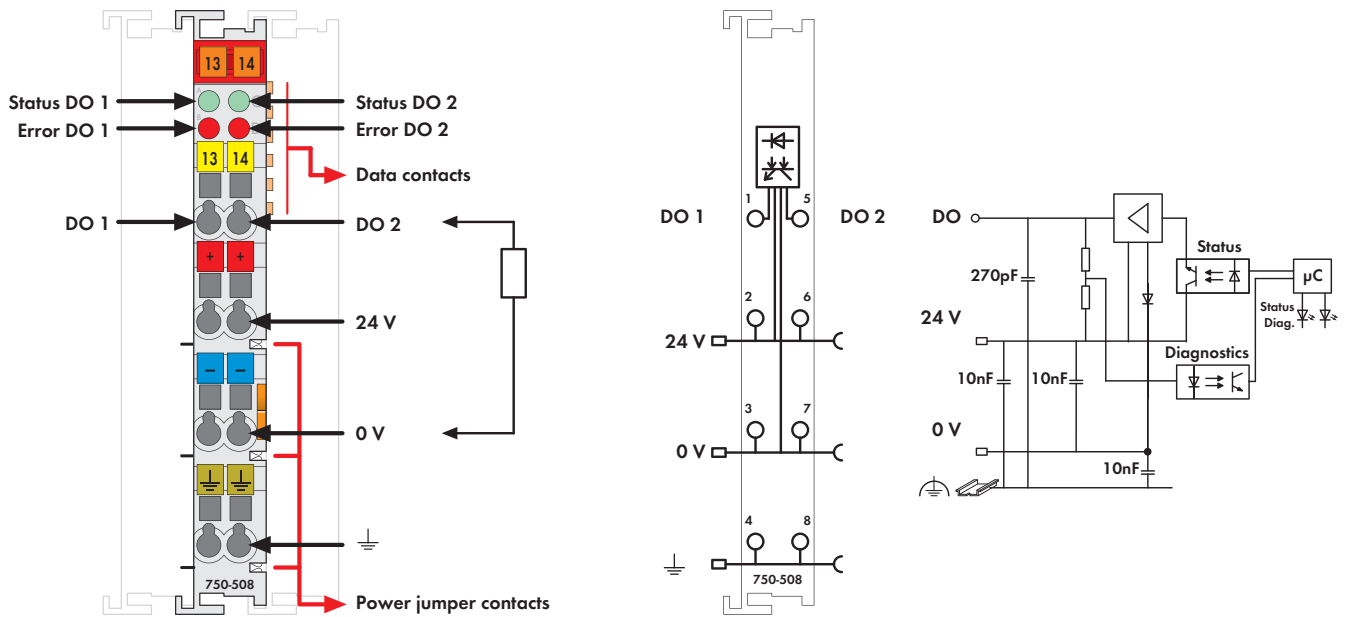 13 14
A C
B D
Status DO 1
Status DO 2
Error DO 1
Error DO 2
13 14
Data contacts
DO 1
DO 2
+ +
24 V
− −
0 V
750-508
Power jumper contacts
1 5
DO 1
DO 2
2 6
24 V
3 7
0 V
4 8
750-508
DO
Status
270pF
µC
24 V
Status
Diag.
Diagnostics
10nF
10nF
0 V
10nF